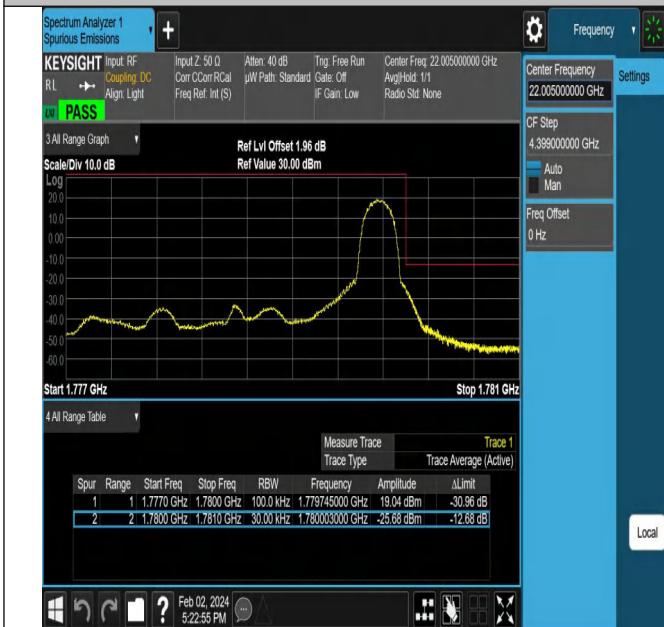 Spectrum Analyzer 1
Spurious Emissions
Frequency
KEYSIGHT
RL
Input: RF
Coupling: DC
Align: Light
Input Z: 50 Ω
Corr CCorr RCal
Freq Ref: Int (S)
Atten: 40 dB
µW Path: Standard
Trig: Free Run
Gate: Off
IF Gain: Low
Center Freq: 22.005000000 GHz
Avg|Hold: 1/1
Radio Std: None
PASS
Center Frequency
22.005000000 GHz
Settings
CF Step
4.399000000 GHz
Auto
Man
Freq Offset
0 Hz
3 All Range Graph
Scale/Div 10.0 dB
Ref Lvl Offset 1.96 dB
Ref Value 30.00 dBm
Log
20.0
10.0
0.00
-10.0
-20.0
-30.0
-40.0
-50.0
-60.0
Start 1.777 GHz
Stop 1.781 GHz
4 All Range Table
Measure Trace Trace 1
Trace Type Trace Average (Active)
Spur Range Start Freq Stop Freq RBW Frequency Amplitude ΔLimit
1 1 1.7770 GHz 1.7800 GHz 100.0 kHz 1.779745000 GHz 19.04 dBm -30.96 dB
2 2 1.7800 GHz 1.7810 GHz 30.00 kHz 1.780003000 GHz -25.68 dBm -12.68 dB
Local
?
Feb 02, 2024
5:22:55 PM